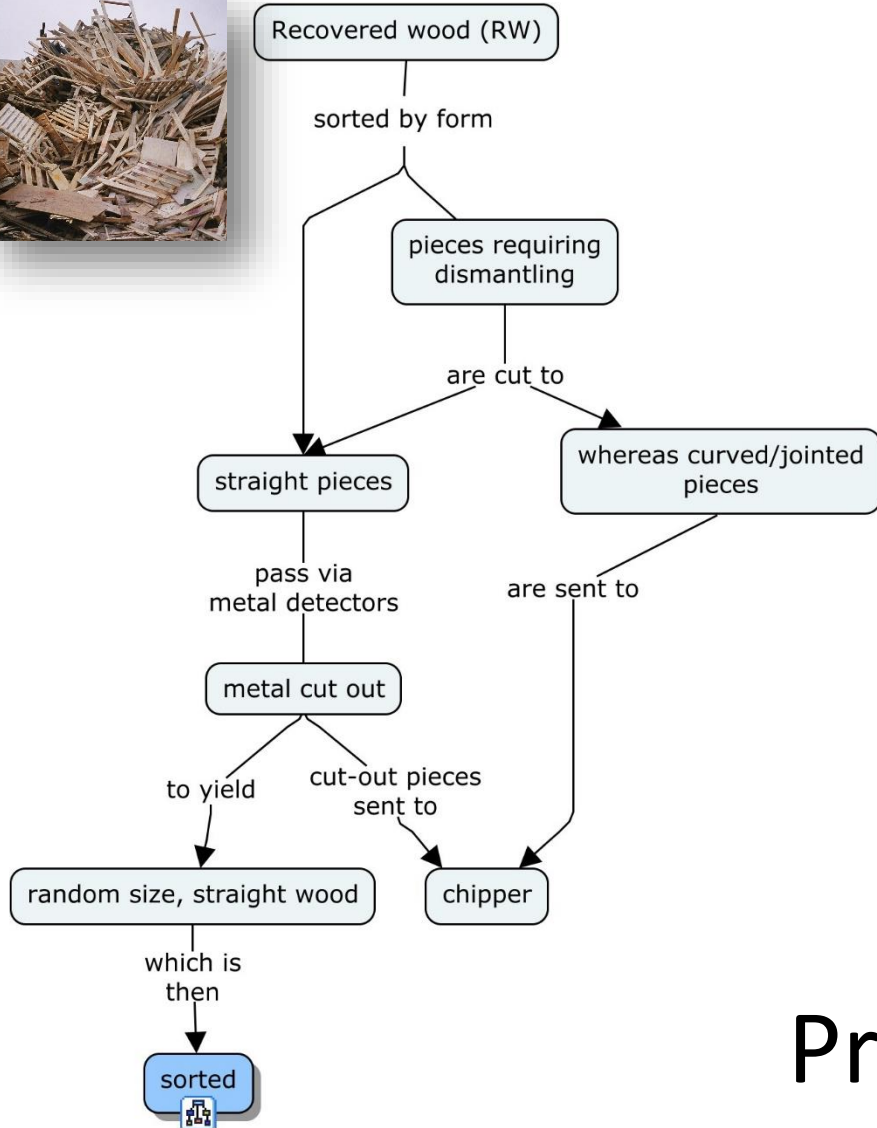 Recovered wood (RW)
sorted by form
pieces requiring
dismantling
are cut to
straight pieces
whereas curved/jointed
pieces
pass via
metal detectors
are sent to
metal cut out
to yield
cut-out pieces
sent to
random size, straight wood
chipper
which is
then
sorted
Pr